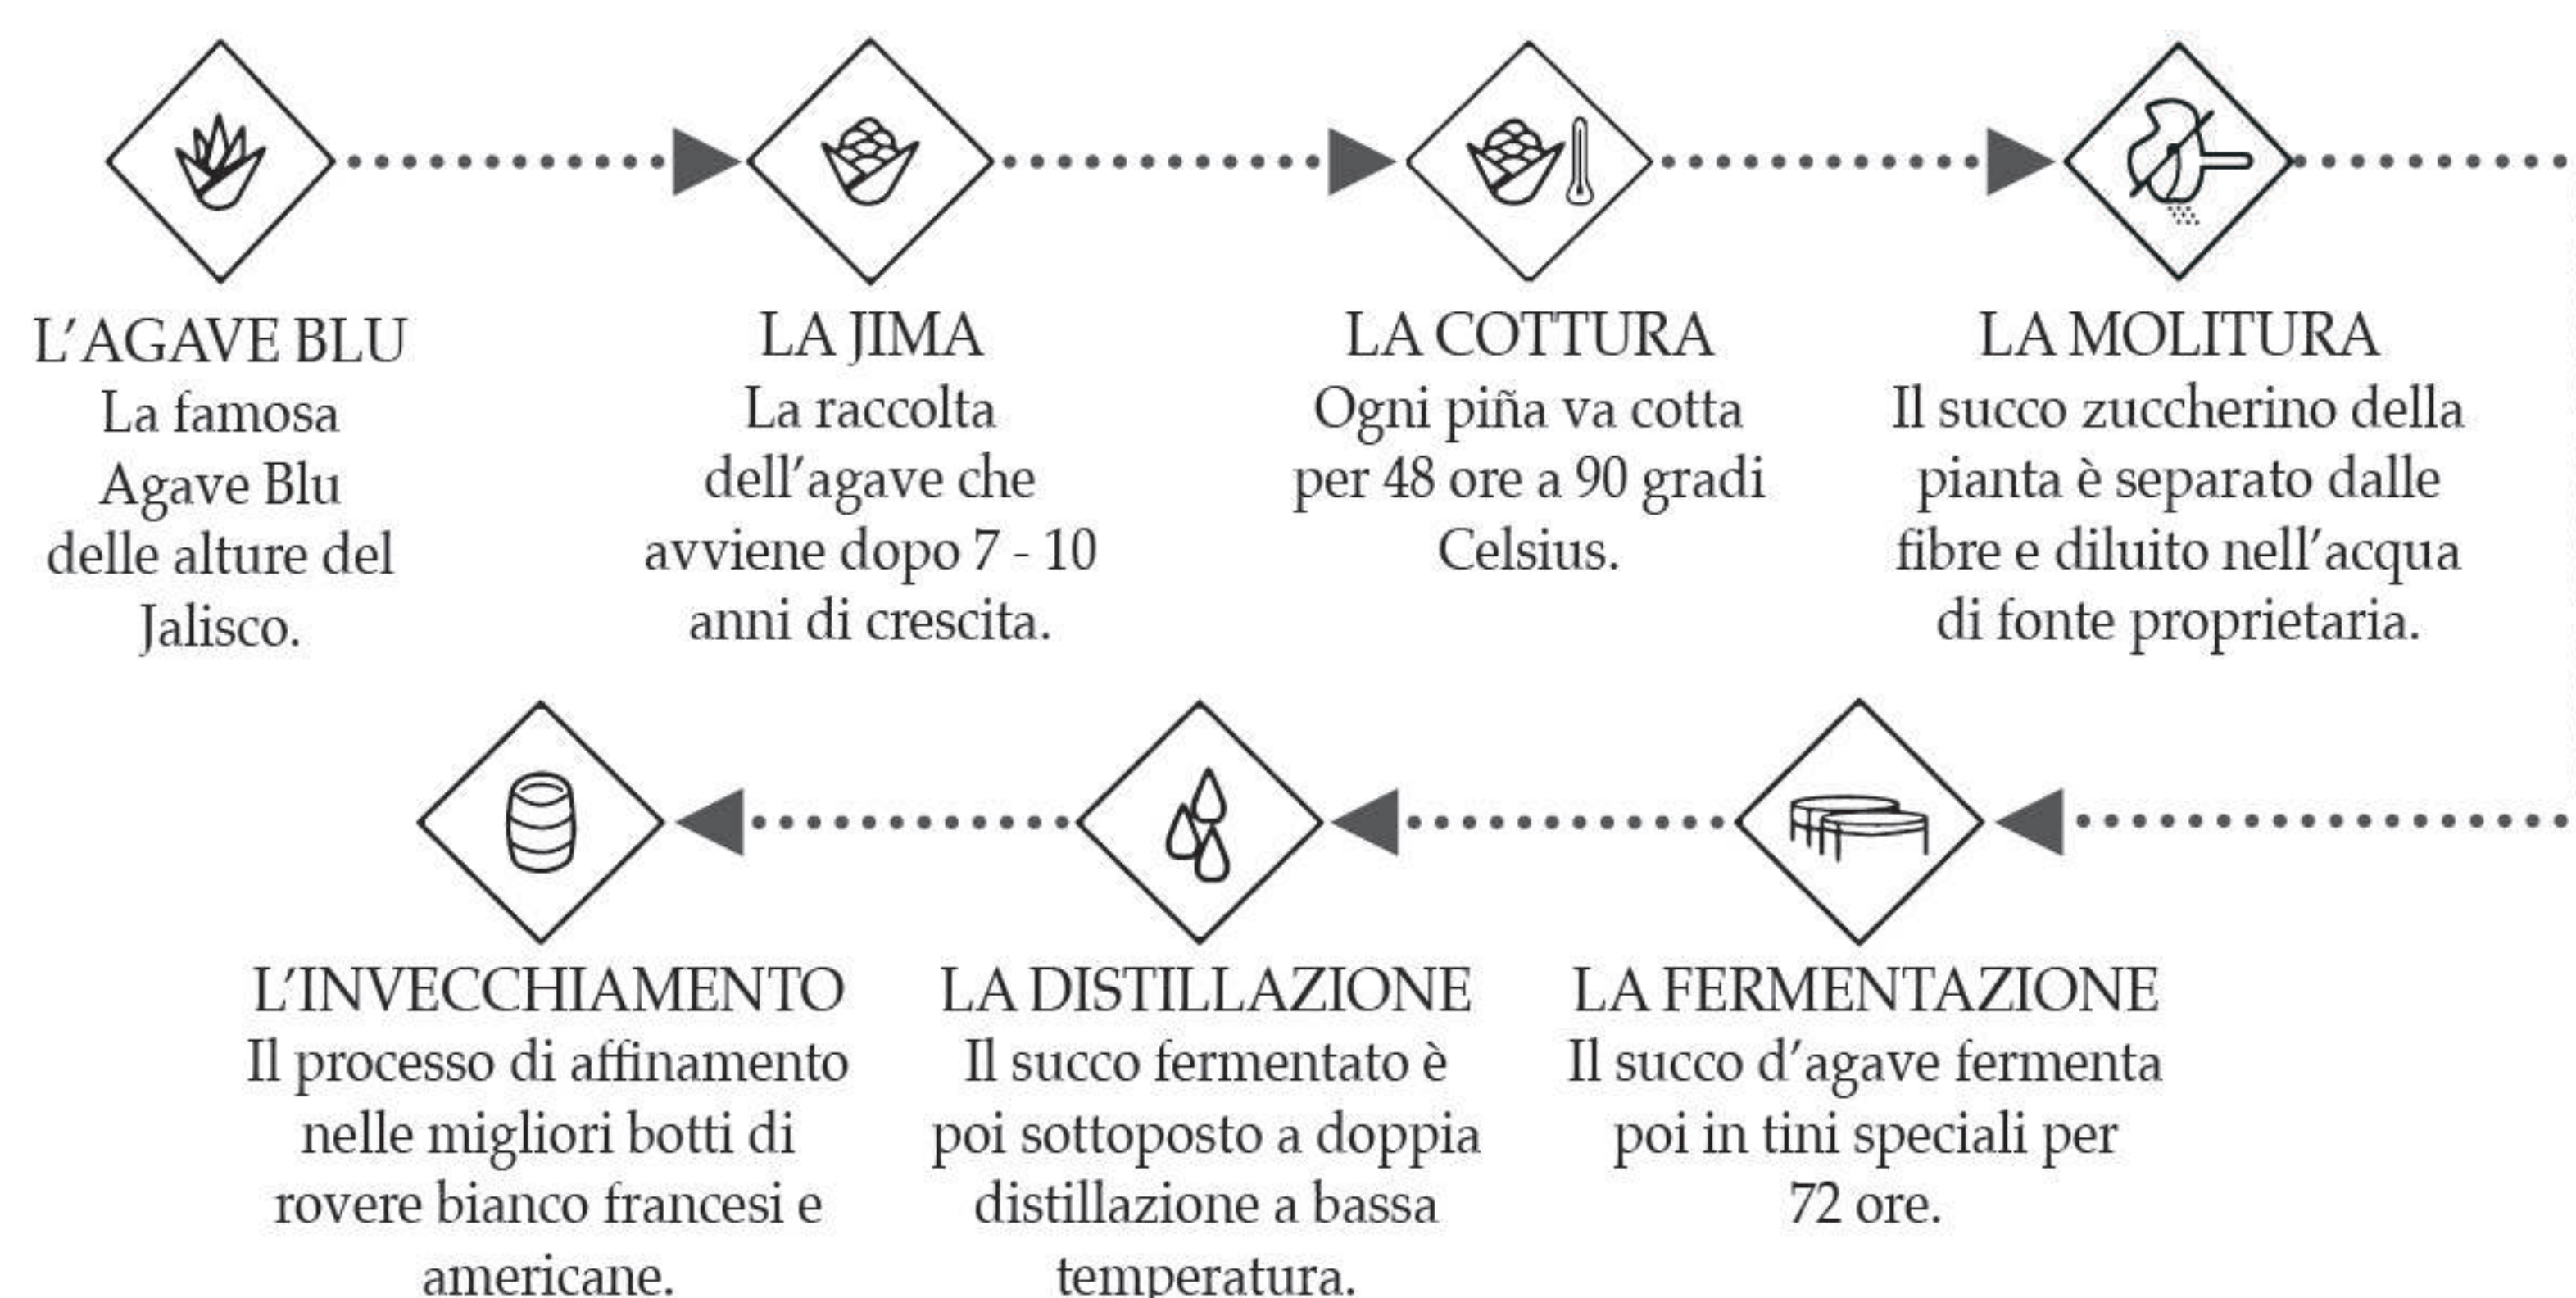 L'AGAVE BLU
La famosa
Agave Blu
delle alture del
Jalisco.
LA JIMA
La raccolta
dell'agave che
avviene dopo 7 - 10
anni di crescita.
LA COTTURA
Ogni piña va cotta
per 48 ore a 90 gradi
Celsius.
LA MOLITURA
Il succo zuccherino della
pianta è separato dalle
fibre e diluito nell'acqua
di fonte proprietaria.
LA FERMENTAZIONE
Il succo d'agave fermenta
poi in tini speciali per
72 ore.
LA DISTILLAZIONE
Il succo fermentato è
poi sottoposto a doppia
distillazione a bassa
temperatura.
L'INVECCHIAMENTO
Il processo di affinamento
nelle migliori botti di
rovere bianco francesi e
americane.